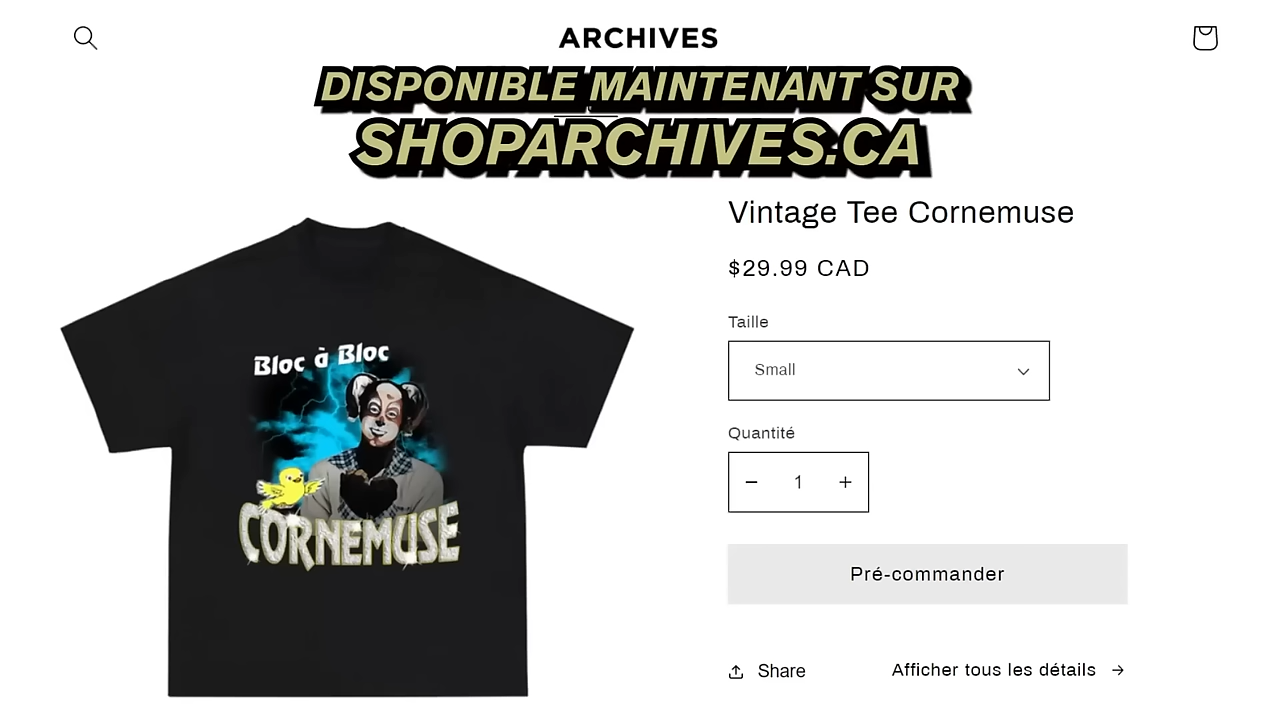 ARCHIVES
DISPONIBLE MAINTENANT SUR
SHOPARCHIVES.CA
Vintage Tee Cornemuse
$29.99 CAD
Taille
Small
Quantité
− 1 +
Pré-commander
Share
Afficher tous les détails →
Bloc à Bloc
CORNEMUSE